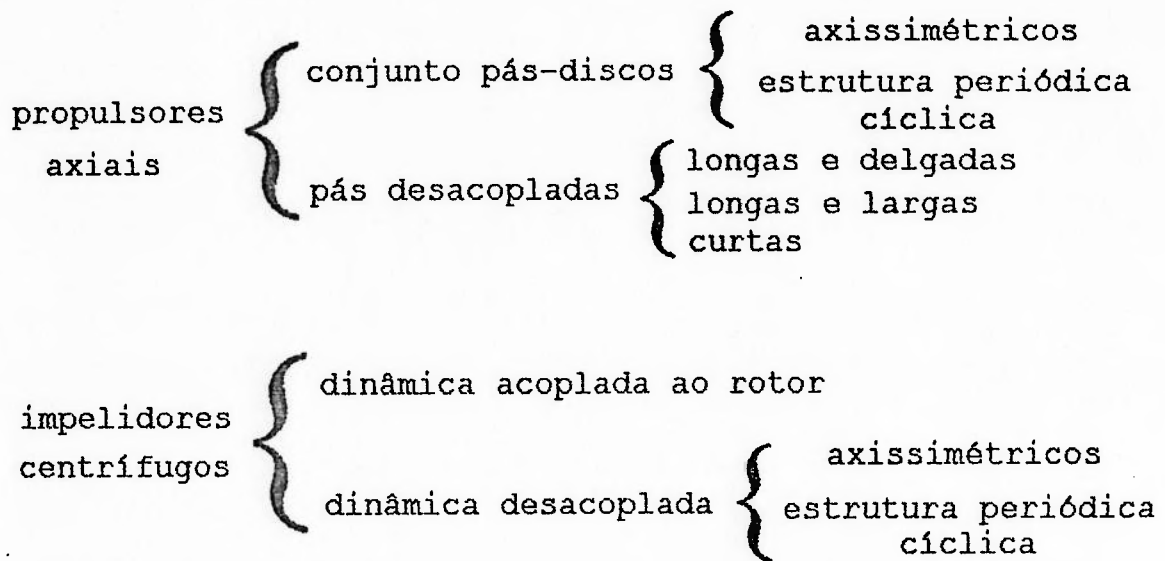 propulsores
axiais
conjunto pás-discos
axissimétricos
estrutura periódica
cíclica
pás desacopladas
longas e delgadas
longas e largas
curtas
impelidores
centrífugos
dinâmica acoplada ao rotor
dinâmica desacoplada
axissimétricos
estrutura periódica
cíclica